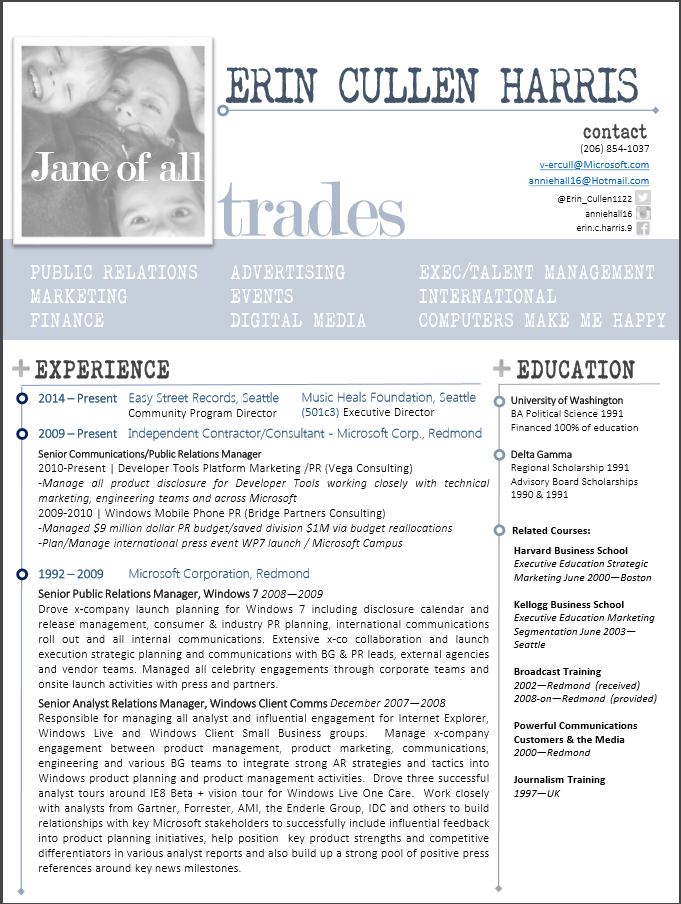 ERIN CULLEN HARRIS
contact
(206) 854-1037
v-ercull@Microsoft.com
anniehall16@Hotmail.com
@Erin_Cullen1122
anniehall16
erin.c.harris.9
Jane of all
trades
PUBLIC RELATIONS ADVERTISING EXEC/TALENT MANAGEMENT
MARKETING EVENTS INTERNATIONAL
FINANCE DIGITAL MEDIA COMPUTERS MAKE ME HAPPY
EXPERIENCE
2014 – Present Easy Street Records, Seattle Music Heals Foundation, Seattle
Community Program Director (501c3) Executive Director
2009 – Present Independent Contractor/Consultant - Microsoft Corp., Redmond
Senior Communications/Public Relations Manager
2010-Present | Developer Tools Platform Marketing /PR (Vega Consulting)
-Manage all product disclosure for Developer Tools working closely with technical
marketing, engineering teams and across Microsoft
2009-2010 | Windows Mobile Phone PR (Bridge Partners Consulting)
-Managed $9 million dollar PR budget/saved division $1M via budget reallocations
-Plan/Manage international press event WP7 launch / Microsoft Campus
1992 – 2009 Microsoft Corporation, Redmond
Senior Public Relations Manager, Windows 7 2008—2009
Drove x-company launch planning for Windows 7 including disclosure calendar and
release management, consumer & industry PR planning, international communications
roll out and all internal communications. Extensive x-co collaboration and launch
execution strategic planning and communications with BG & PR leads, external agencies
and vendor teams. Managed all celebrity engagements through corporate teams and
onsite launch activities with press and partners.
Senior Analyst Relations Manager, Windows Client Comms December 2007—2008
Responsible for managing all analyst and influential engagement for Internet Explorer,
Windows Live and Windows Client Small Business groups. Manage x-company
engagement between product management, product marketing, communications,
engineering and various BG teams to integrate strong AR strategies and tactics into
Windows product planning and product management activities. Drove three successful
analyst tours around IE8 Beta + vision tour for Windows Live One Care. Work closely
with analysts from Gartner, Forrester, AMI, the Enderle Group, IDC and others to build
relationships with key Microsoft stakeholders to successfully include influential feedback
into product planning initiatives, help position key product strengths and competitive
differentiators in various analyst reports and also build up a strong pool of positive press
references around key news milestones.
EDUCATION
University of Washington
BA Political Science 1991
Financed 100% of education
Delta Gamma
Regional Scholarship 1991
Advisory Board Scholarships
1990 & 1991
Related Courses:
Harvard Business School
Executive Education Strategic
Marketing June 2000—Boston
Kellogg Business School
Executive Education Marketing
Segmentation June 2003—
Seattle
Broadcast Training
2002—Redmond (received)
2008-on—Redmond (provided)
Powerful Communications
Customers & the Media
2000—Redmond
Journalism Training
1997—UK